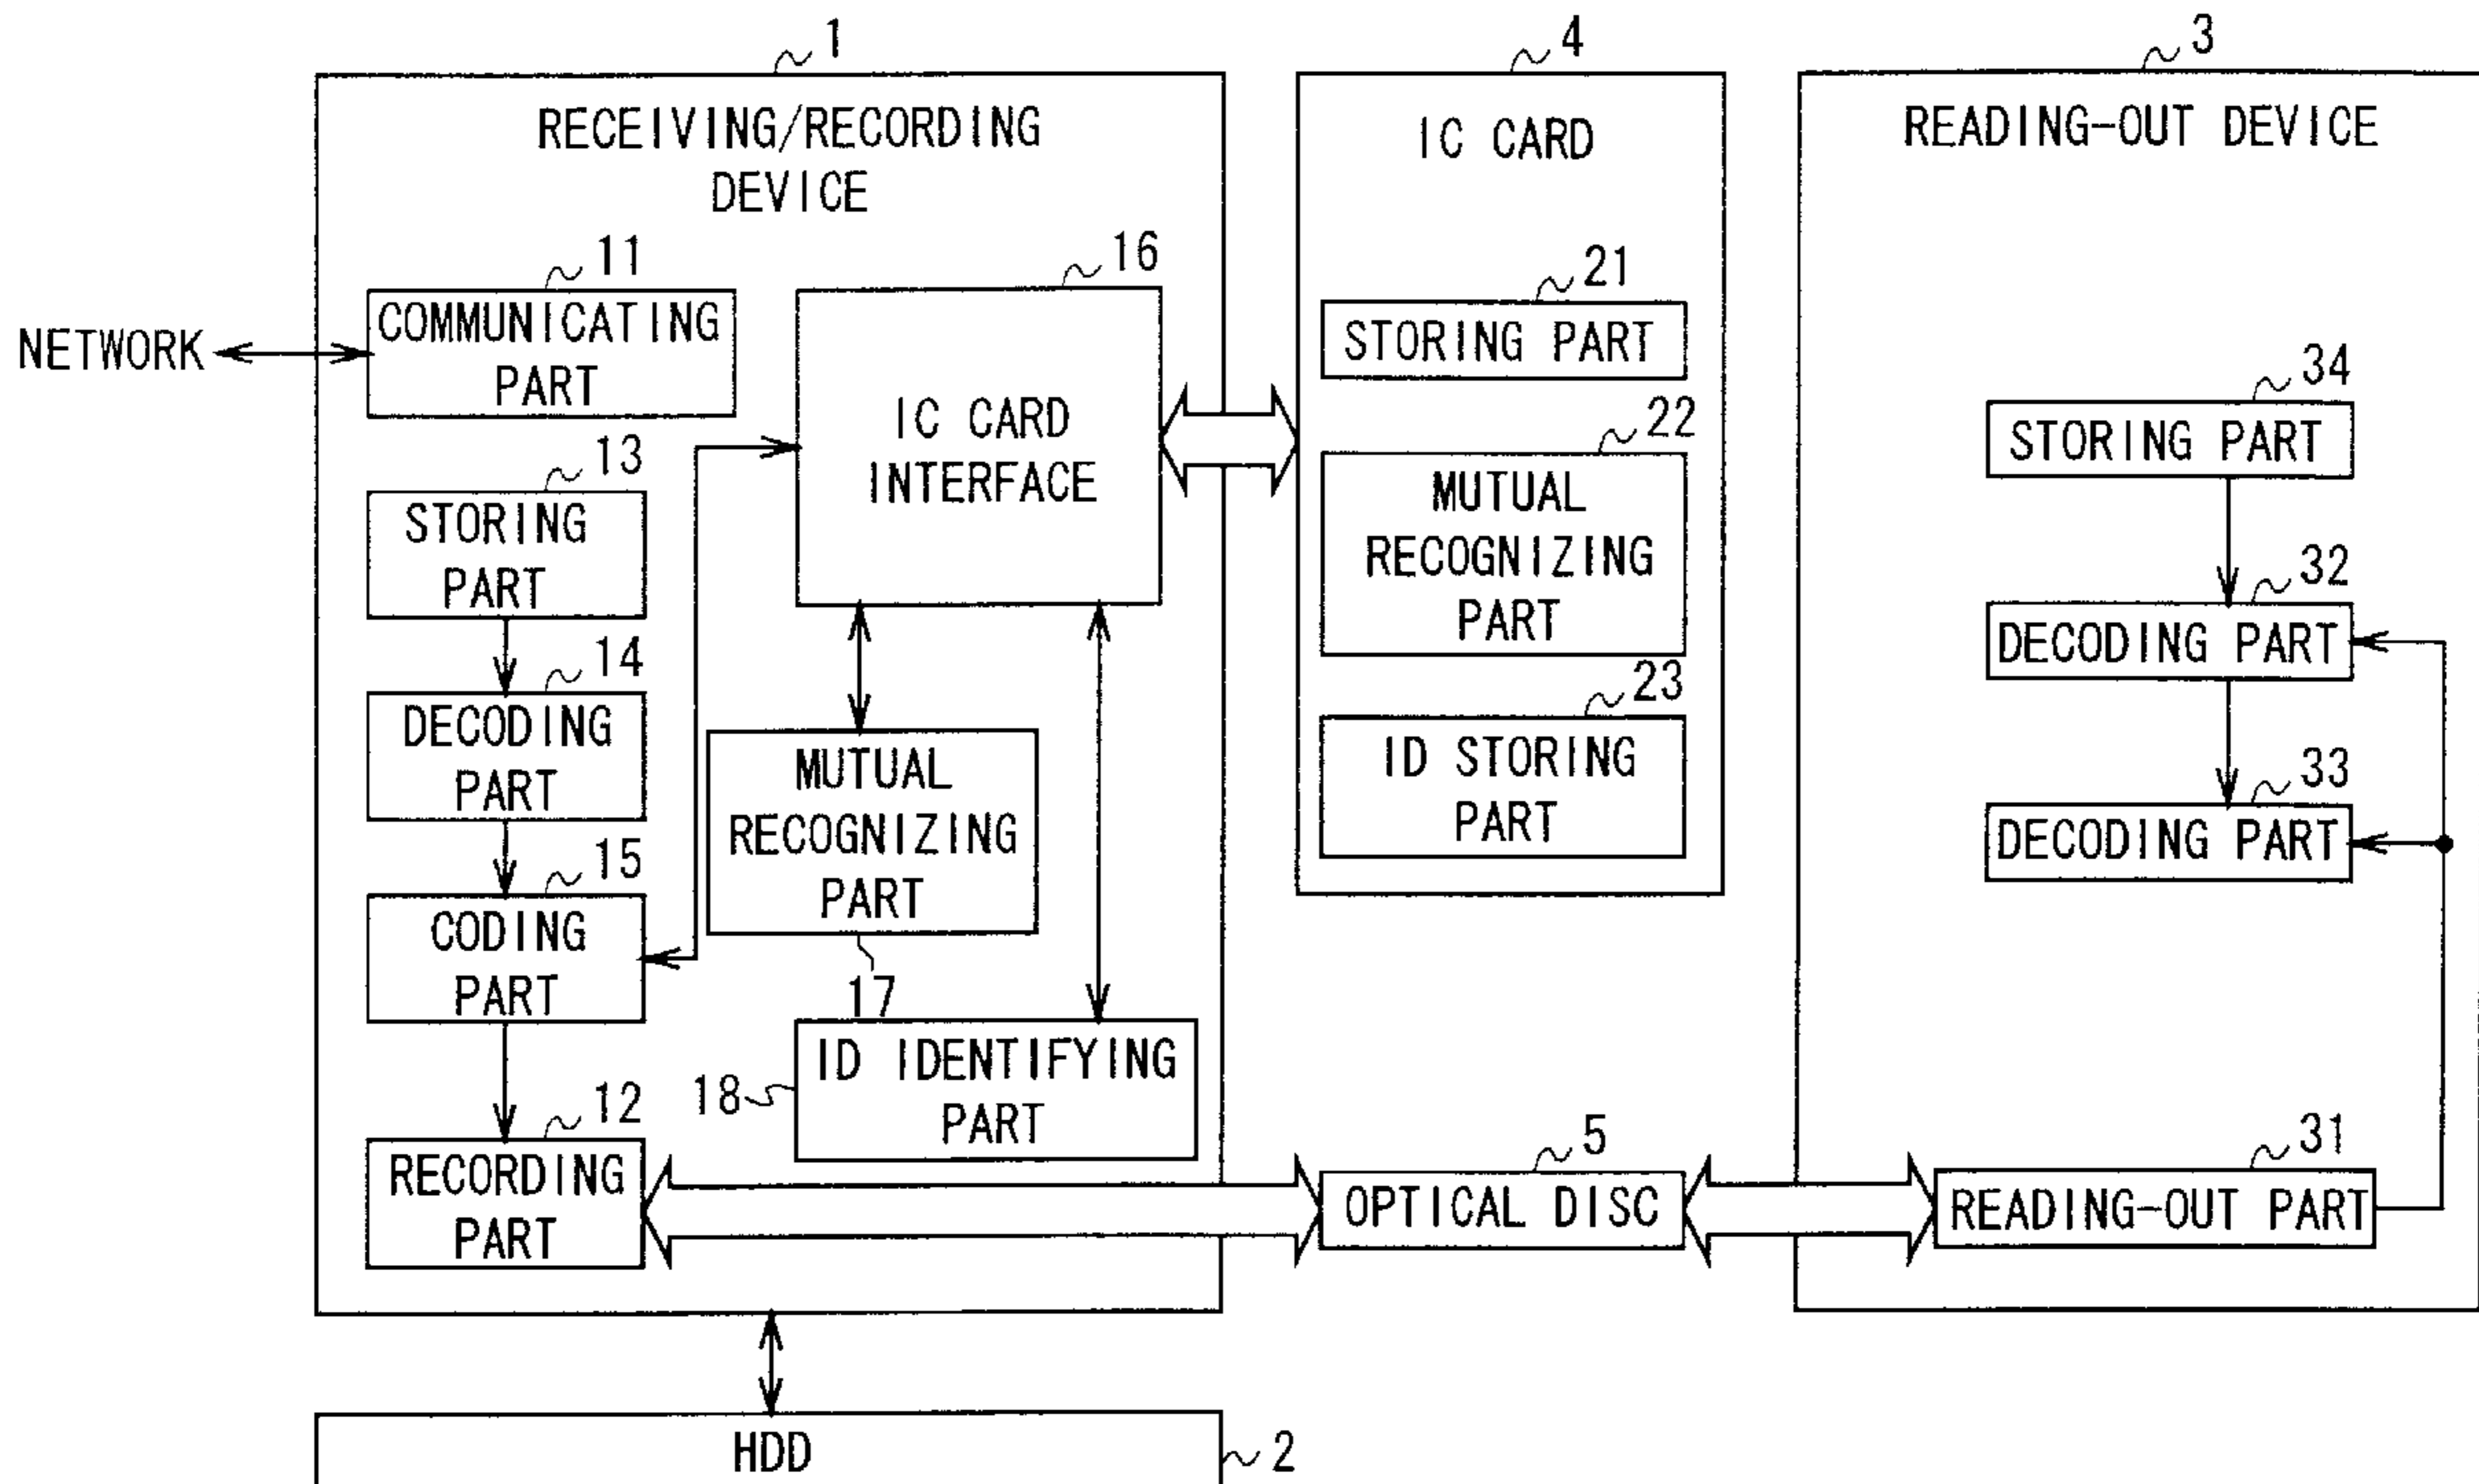 1
RECEIVING/RECORDING
DEVICE
11
COMMUNICATING
PART
NETWORK
16
IC CARD
INTERFACE
13
STORING
PART
14
DECODING
PART
15
CODING
PART
MUTUAL
RECOGNIZING
PART
17
18
ID IDENTIFYING
PART
12
RECORDING
PART
4
IC CARD
21
STORING PART
22
MUTUAL
RECOGNIZING
PART
23
ID STORING
PART
5
OPTICAL DISC
3
READING-OUT DEVICE
34
STORING PART
32
DECODING PART
33
DECODING PART
31
READING-OUT PART
HDD
2